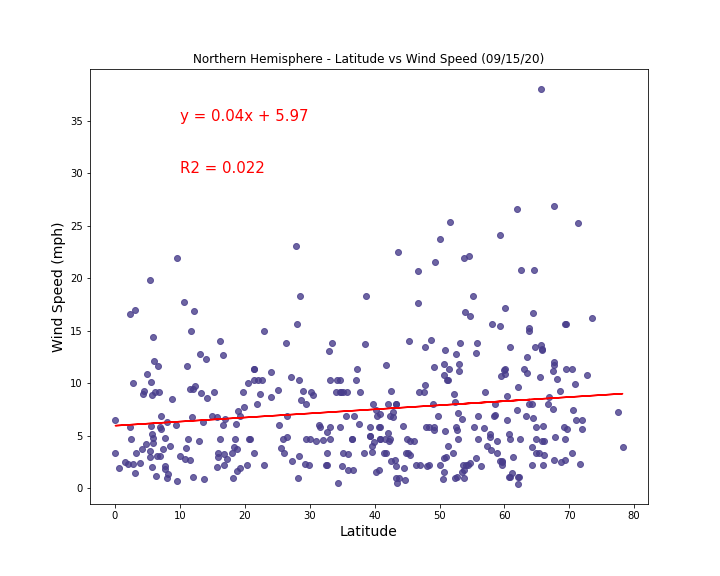 Northern Hemisphere - Latitude vs Wind Speed (09/15/20)
y = 0.04x + 5.97
R2 = 0.022
Wind Speed (mph)
35
30
25
20
15
10
5
0
0 10 20 30 40 50 60 70 80
Latitude